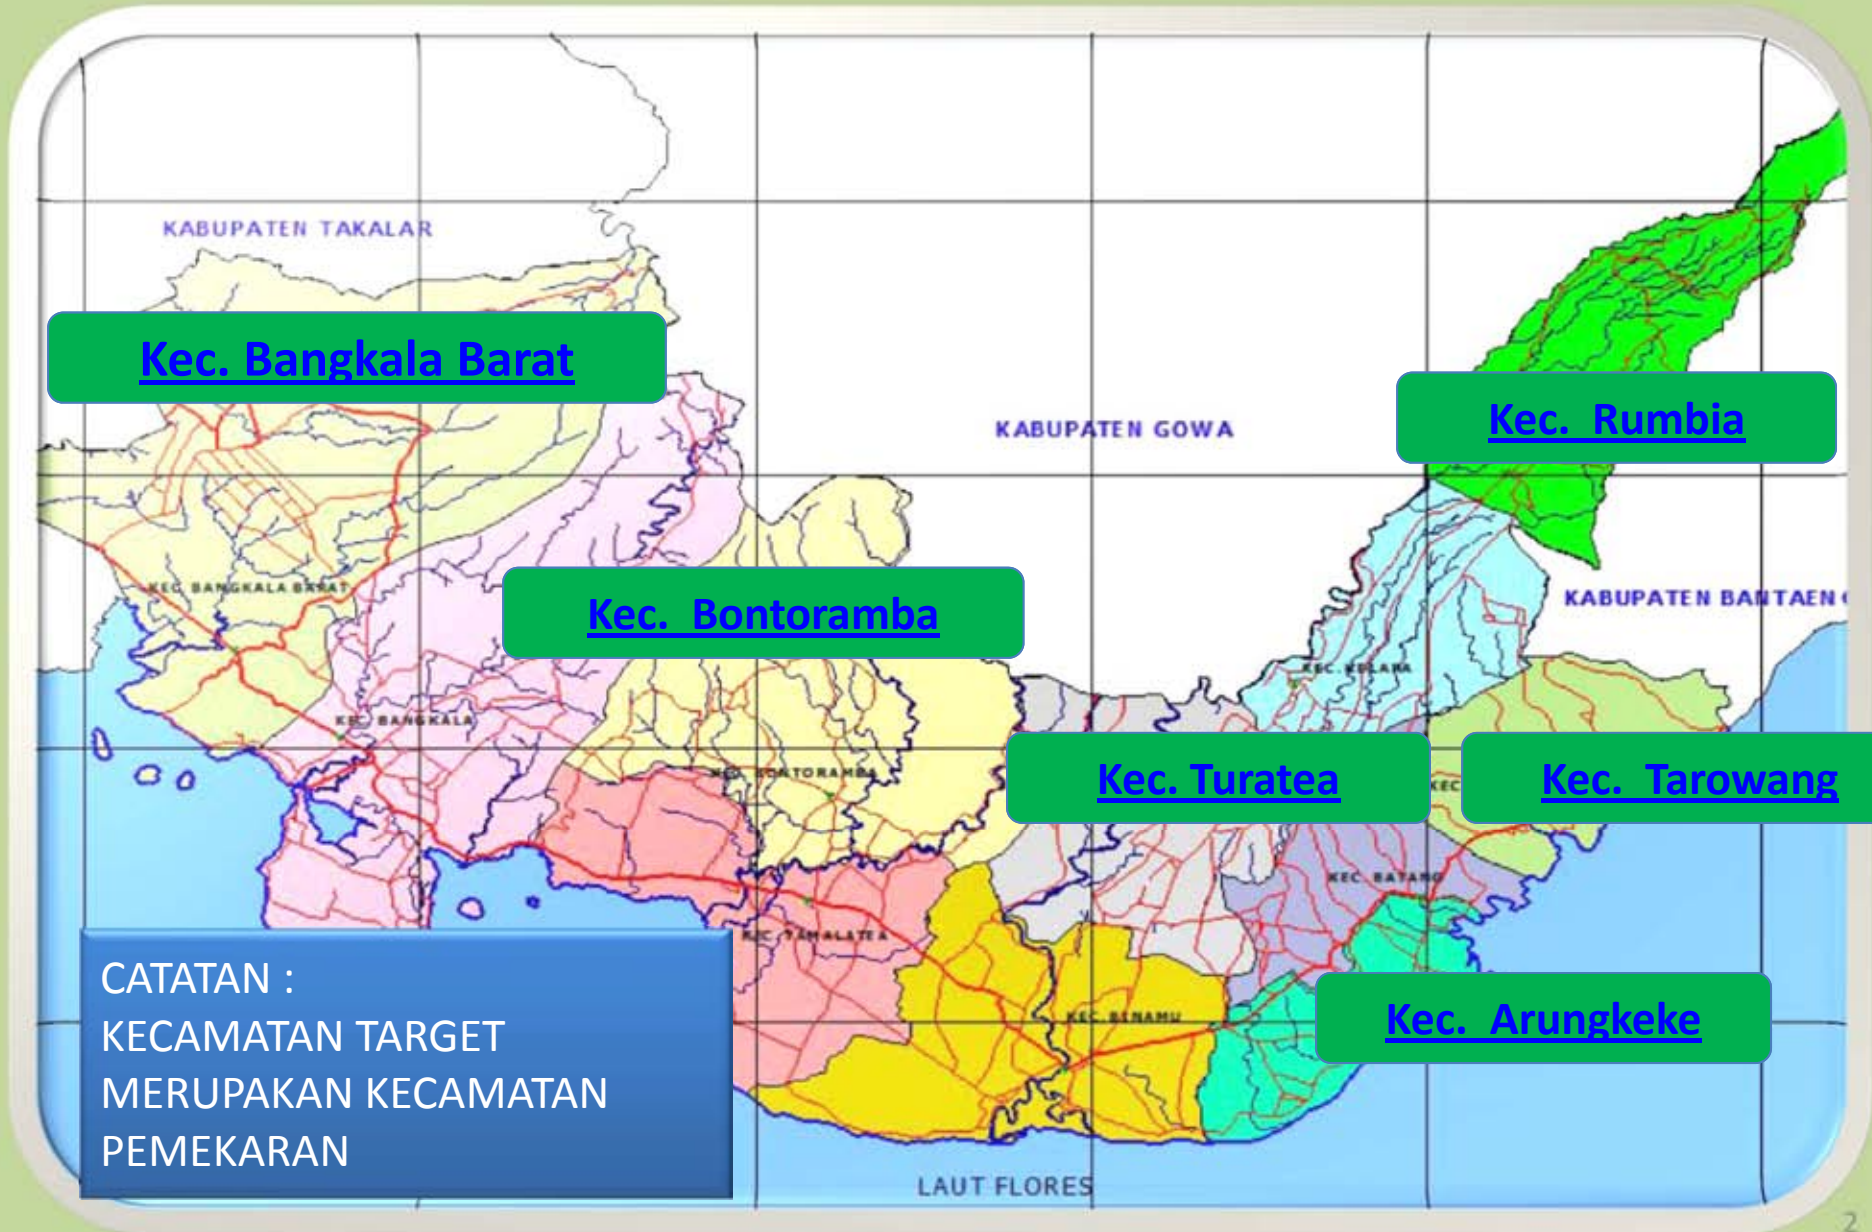 KABUPATEN TAKALAR
Kec. Bangkala Barat
Kec. Rumbia
KABUPATEN GOWA
KEC. BANGKALA BARAT
KABUPATEN BANTAEN
Kec. Bontoramba
KEC. KELARA
KEC. BANGKALA
KEC. BONTORAMBA
Kec. Turatea
KEC
Kec. Tarowang
KEC. BATANG
KEC. TAMALATEA
CATATAN :
KECAMATAN TARGET
MERUPAKAN KECAMATAN
PEMEKARAN
KEC. BINAMU
Kec. Arungkeke
LAUT FLORES
2